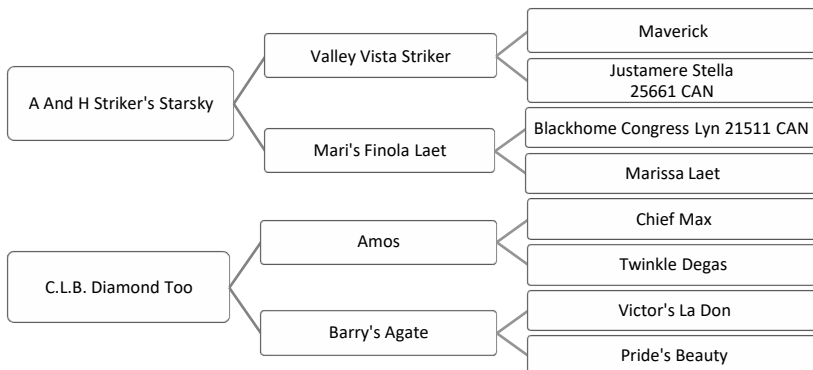 Maverick
Valley Vista Striker
Justamere Stella
25661 CAN
A And H Striker's Starsky
Blackhome Congress Lyn 21511 CAN
Mari's Finola Laet
Marissa Laet
Chief Max
Amos
Twinkle Degas
C.L.B. Diamond Too
Victor's La Don
Barry's Agate
Pride's Beauty